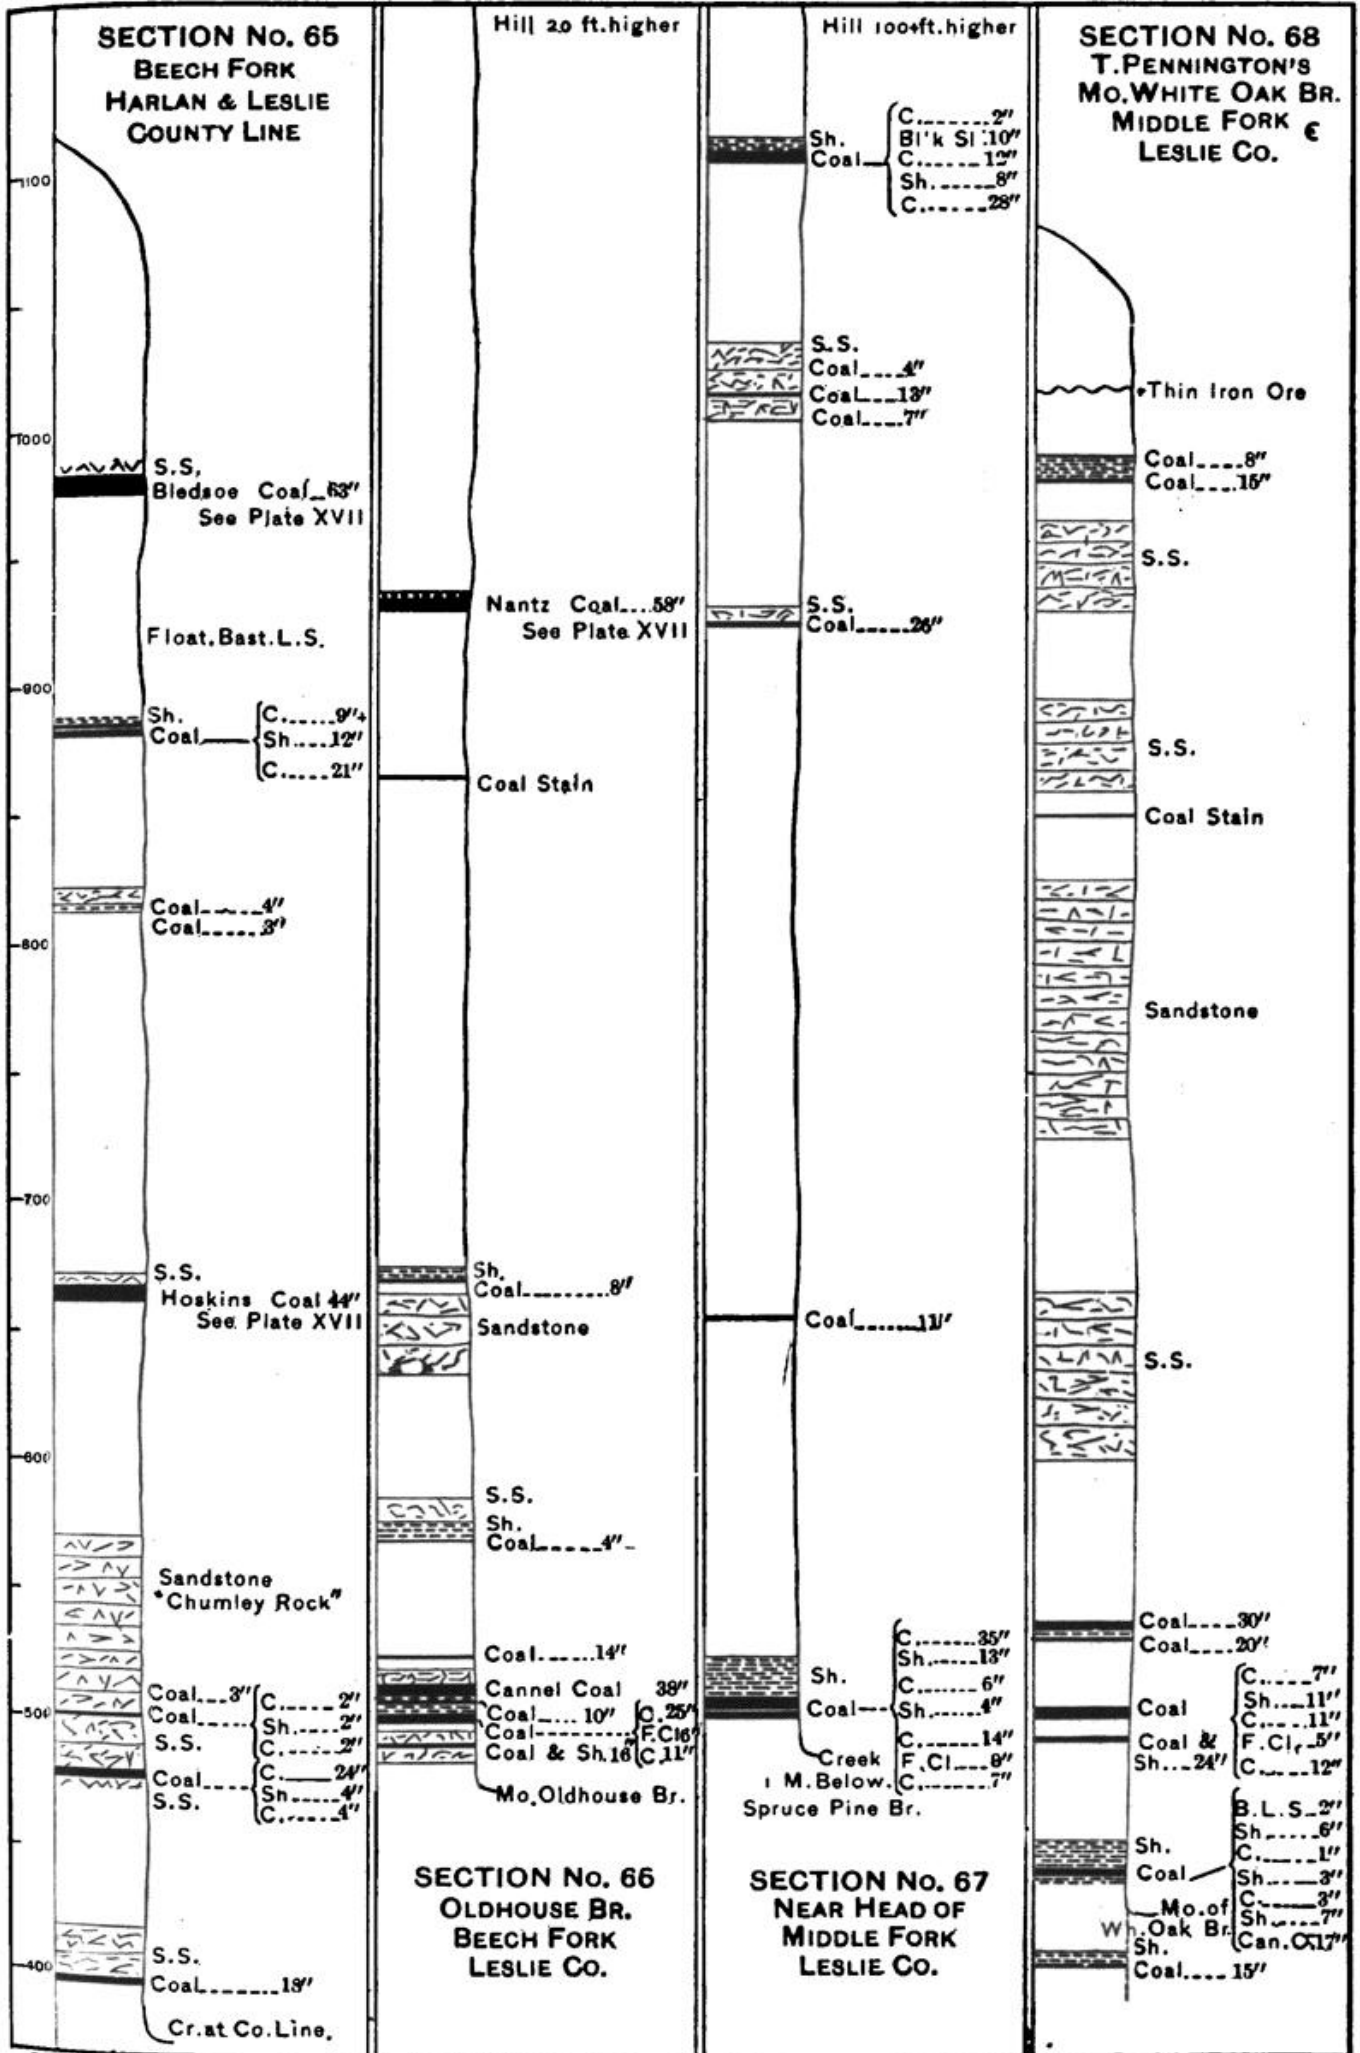 SECTION No. 65
BEECH FORK
HARLAN & LESLIE
COUNTY LINE
1100
1000
900
800
700
600
500
400
S.S,
Bledsoe Coal 63"
See Plate XVII
Float. Bast. L.S.
Sh.
Coal
C. 9"+
Sh. 12"
C. 21"
Coal 4"
Coal 3"
S.S.
Hoskins Coal 44"
See Plate XVII
Sandstone
"Chumley Rock"
Coal 3"
Coal
C. 2"
Sh. 2"
C. 2"
S.S.
Coal
C. 24"
Sh. 4"
C. 4"
S.S.
S.S.
Coal 18"
Cr. at Co. Line.
Hill 20 ft. higher
Nantz Coal 58"
See Plate XVII
Coal Stain
Sh.
Coal 8"
Sandstone
S.S.
Sh.
Coal 4"
Coal 14"
Cannel Coal 38"
Coal 10"
Coal
C. 25"
F.Cl 6"
C. 11"
Coal & Sh. 16"
Mo. Oldhouse Br.
SECTION No. 66
OLDHOUSE BR.
BEECH FORK
LESLIE CO.
Hill 100+ ft. higher
Sh.
Coal
C. 2"
Bl'k Sl. 10"
C. 12"
Sh. 8"
C. 28"
S.S.
Coal 4"
Coal 13"
Coal 7"
S.S.
Coal 26"
Coal 11"
Sh.
Coal
C. 35"
Sh. 13"
C. 6"
Sh. 4"
C. 14"
F. Cl. 8"
C. 7"
Creek
1 M. Below.
Spruce Pine Br.
SECTION No. 67
NEAR HEAD OF
MIDDLE FORK
LESLIE CO.
SECTION No. 68
T. PENNINGTON'S
MO. WHITE OAK BR.
MIDDLE FORK
LESLIE CO.
Thin Iron Ore
Coal 8"
Coal 15"
S.S.
S.S.
Coal Stain
Sandstone
S.S.
Coal 30"
Coal 20"
Coal
C. 7"
Sh. 11"
C. 11"
F. Cl. 5"
C. 12"
Coal &
Sh. 24"
Sh.
Coal
B.L.S. 2"
Sh. 6"
C. 1"
Sh. 3"
C. 3"
Sh. 7"
Can. C. 17"
Mo. of
Wh. Oak Br.
Sh.
Coal 15"